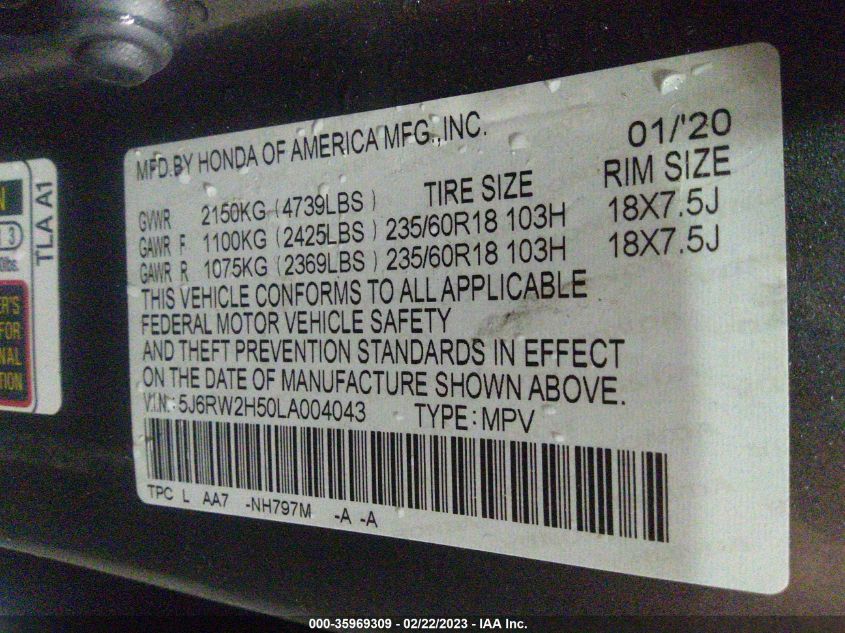 MFD.BY HONDA OF AMERICA MFG.,INC. 01/'20
TIRE SIZE RIM SIZE
GVWR 2150KG (4739LBS)
GAWR F 1100KG (2425LBS) 235/60R18 103H 18X7.5J
GAWR R 1075KG (2369LBS) 235/60R18 103H 18X7.5J
THIS VEHICLE CONFORMS TO ALL APPLICABLE
FEDERAL MOTOR VEHICLE SAFETY
AND THEFT PREVENTION STANDARDS IN EFFECT
ON THE DATE OF MANUFACTURE SHOWN ABOVE.
V.I.N.: 5J6RW2H50LA004043 TYPE:MPV
TPC L AA7 -NH797M -A -A
TLA A1
FOR
000-35969309 - 02/22/2023 - IAA Inc.